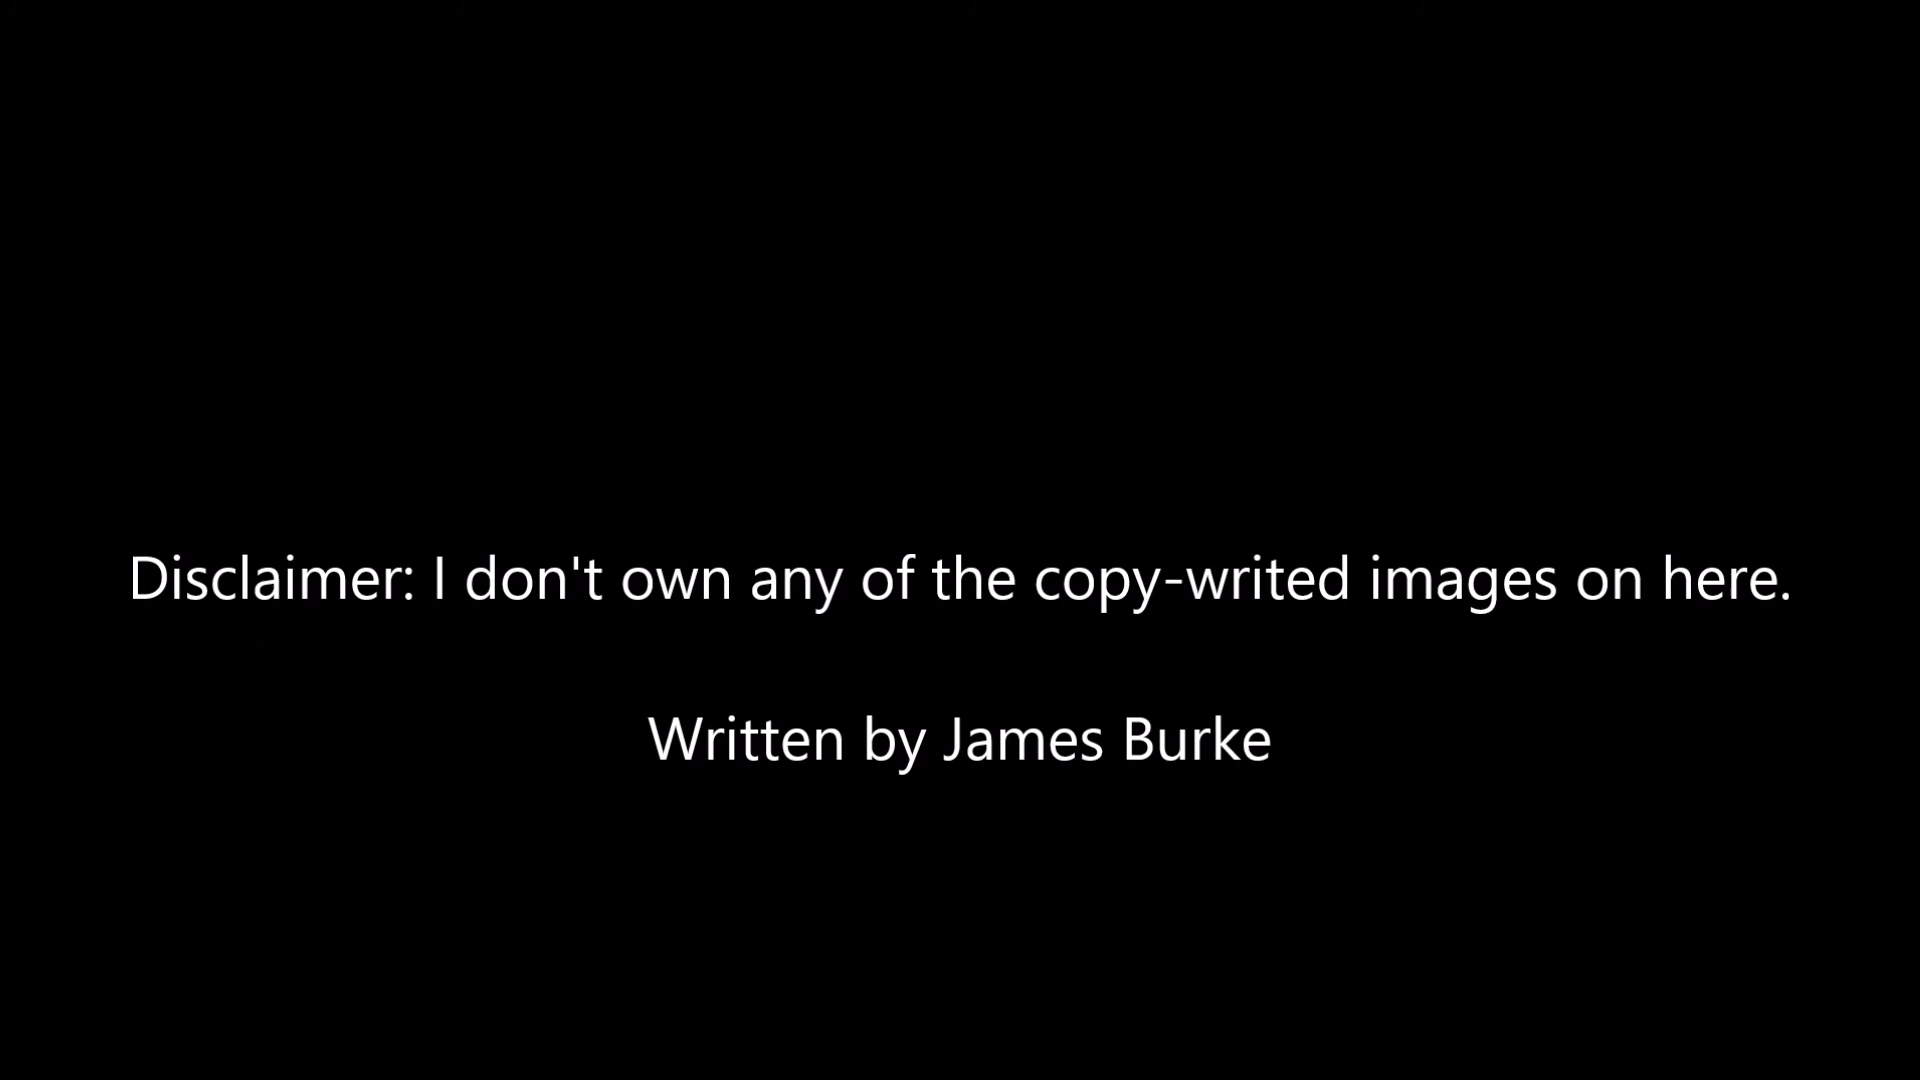 Disclaimer: I don't own any of the copy-writed images on here.
Written by James Burke